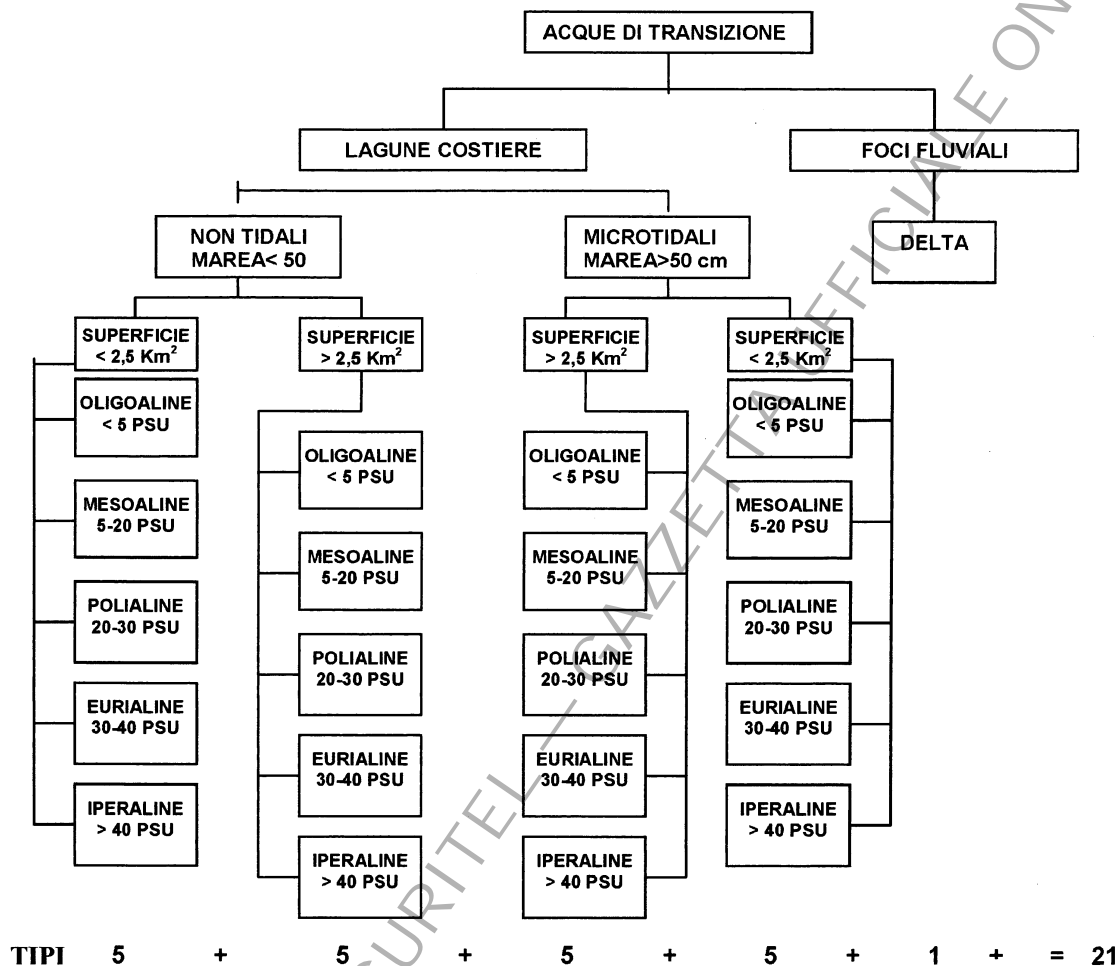 ACQUE DI TRANSIZIONE
LAGUNE COSTIERE
FOCI FLUVIALI
NON TIDALI
MAREA< 50
MICROTIDALI
MAREA>50 cm
DELTA
SUPERFICIE
< 2,5 Km²
OLIGOALINE
< 5 PSU
MESOALINE
5-20 PSU
POLIALINE
20-30 PSU
EURIALINE
30-40 PSU
IPERALINE
> 40 PSU
SUPERFICIE
> 2,5 Km²
OLIGOALINE
< 5 PSU
MESOALINE
5-20 PSU
POLIALINE
20-30 PSU
EURIALINE
30-40 PSU
IPERALINE
> 40 PSU
SUPERFICIE
> 2,5 Km²
OLIGOALINE
< 5 PSU
MESOALINE
5-20 PSU
POLIALINE
20-30 PSU
EURIALINE
30-40 PSU
IPERALINE
> 40 PSU
SUPERFICIE
< 2,5 Km²
OLIGOALINE
< 5 PSU
MESOALINE
5-20 PSU
POLIALINE
20-30 PSU
EURIALINE
30-40 PSU
IPERALINE
> 40 PSU
TIPI 5 + 5 + 5 + 5 + 1 + = 21
GURITEL — GAZZETTA UFFICIALE ON